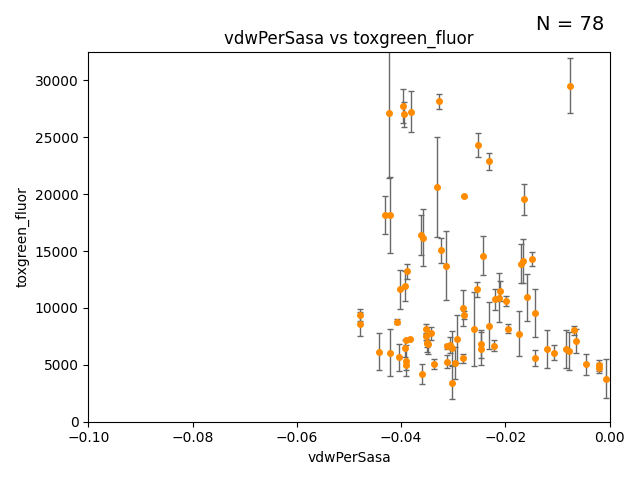 N = 78
vdwPerSasa vs toxgreen_fluor
30000
25000
20000
15000
10000
5000
0
toxgreen_fluor
−0.10 −0.08 −0.06 −0.04 −0.02 0.00
vdwPerSasa